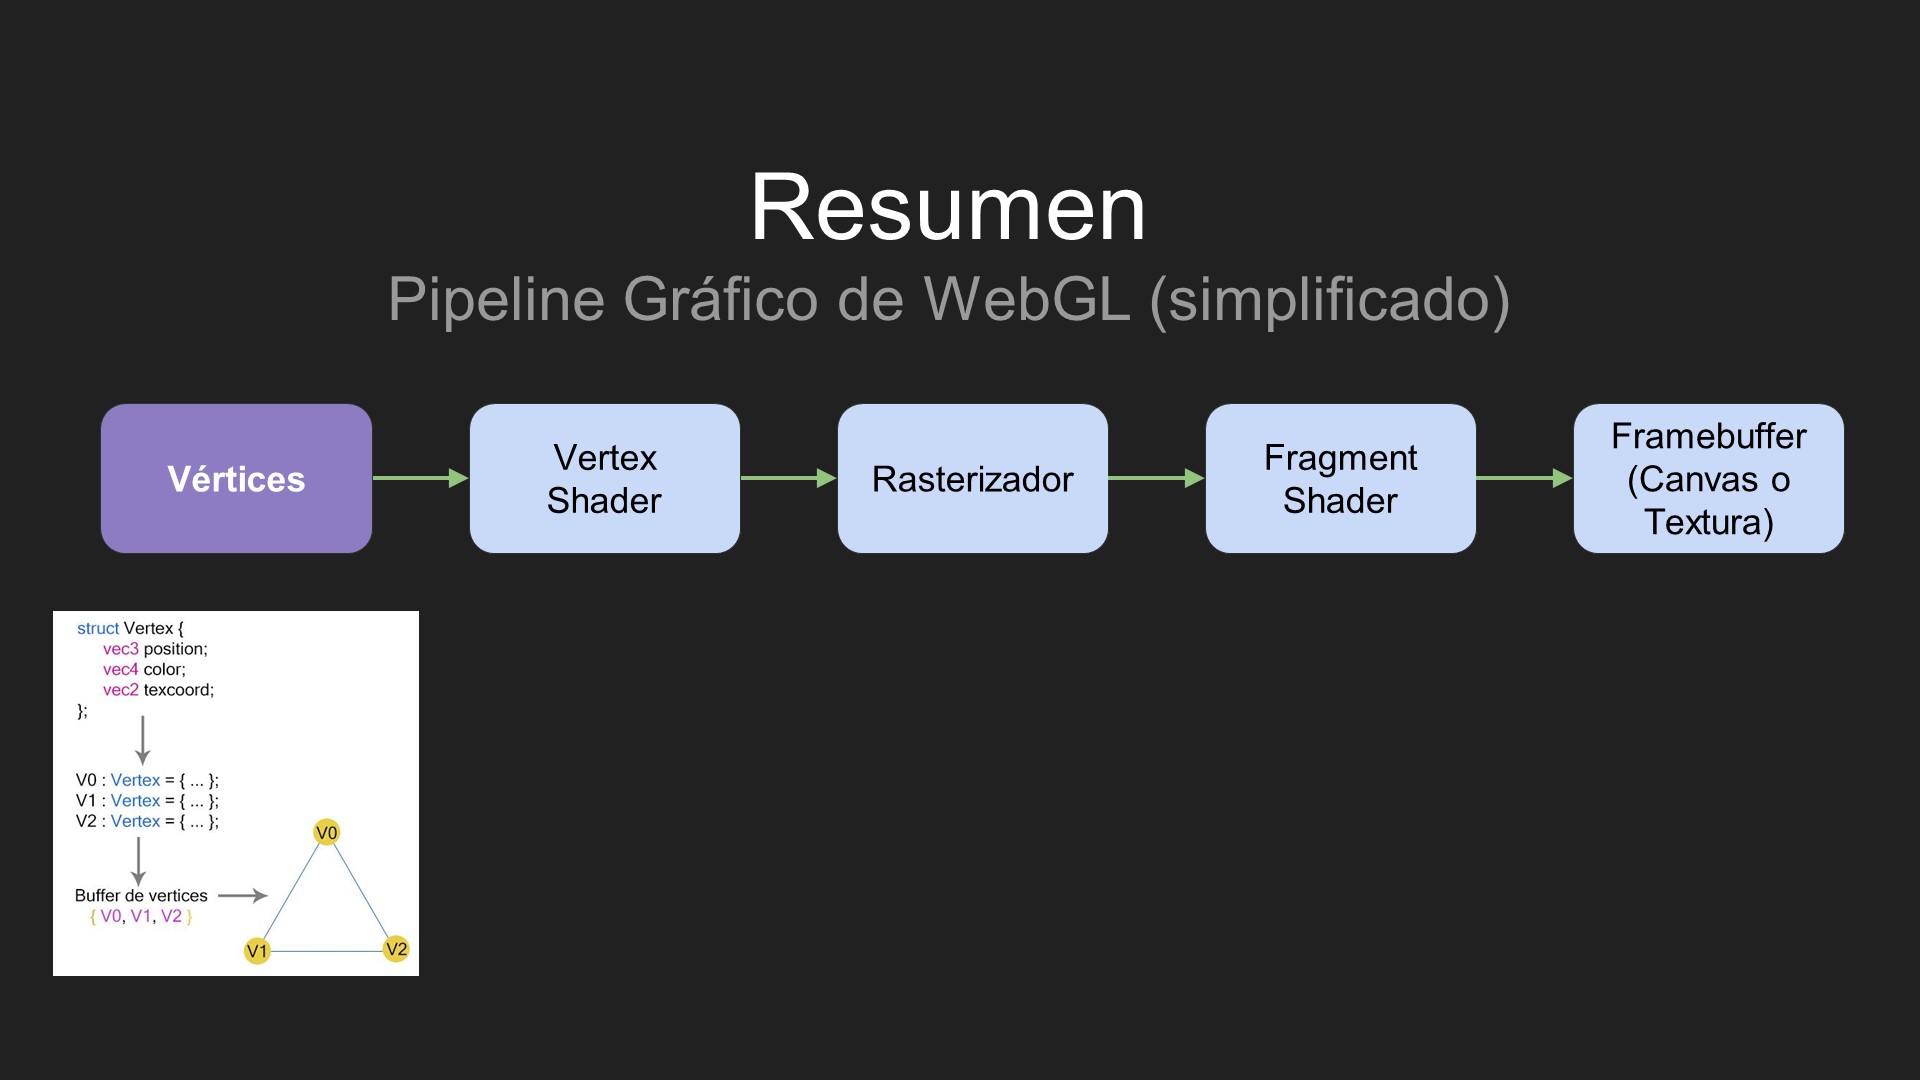 Resumen
Pipeline Gráfico de WebGL (simplificado)
Vértices
Vertex
Shader
Rasterizador
Fragment
Shader
Framebuffer
(Canvas o
Textura)
struct Vertex {
vec3 position;
vec4 color;
vec2 texcoord;
};
V0 : Vertex = { ... };
V1 : Vertex = { ... };
V2 : Vertex = { ... };
Buffer de vertices
{ V0, V1, V2 }
V0
V1
V2